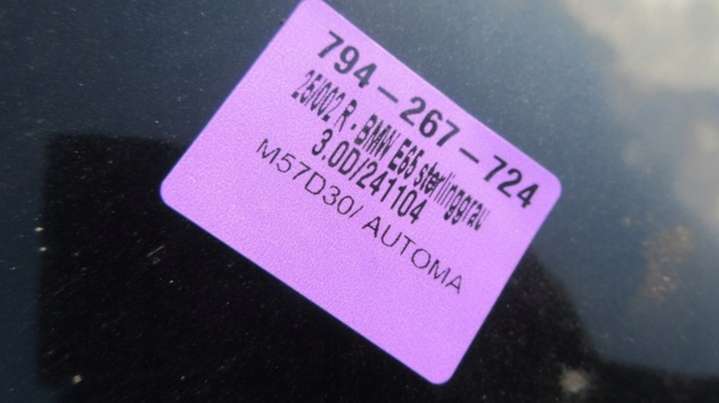 794-267-724
25/002 R - BMW E65 sterlinggrau
3.0D/241104
M57D30/ AUTOMA